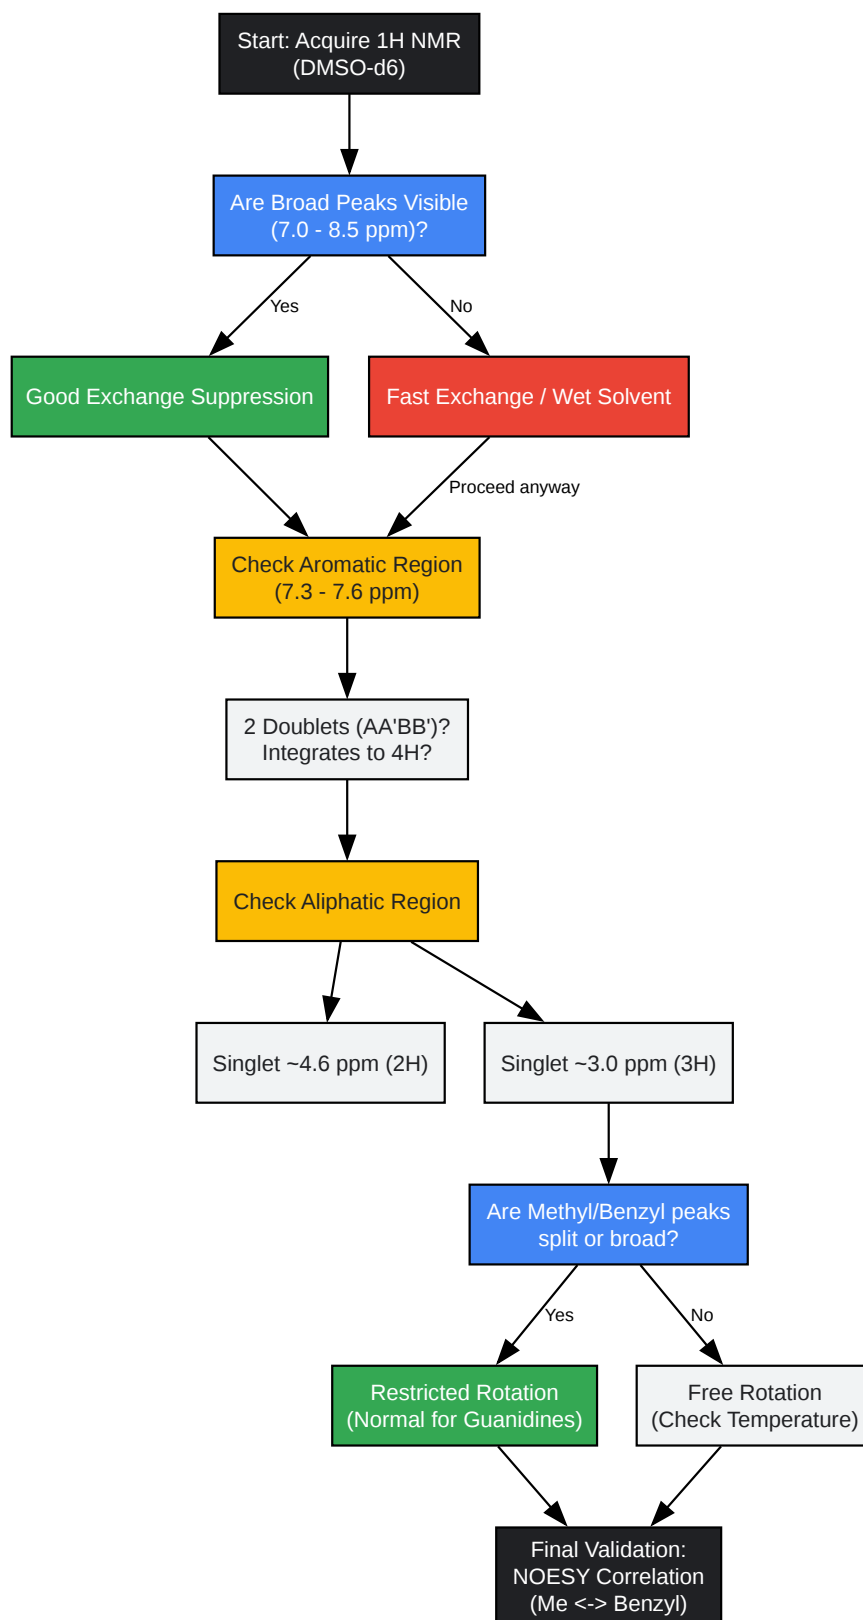 Start: Acquire 1H NMR
(DMSO-d6)
Are Broad Peaks Visible
(7.0 - 8.5 ppm)?
Yes
No
Good Exchange Suppression
Fast Exchange / Wet Solvent
Proceed anyway
Check Aromatic Region
(7.3 - 7.6 ppm)
2 Doublets (AA'BB')?
Integrates to 4H?
Check Aliphatic Region
Singlet ~4.6 ppm (2H)
Singlet ~3.0 ppm (3H)
Are Methyl/Benzyl peaks
split or broad?
Yes
No
Restricted Rotation
(Normal for Guanidines)
Free Rotation
(Check Temperature)
Final Validation:
NOESY Correlation
(Me <-> Benzyl)